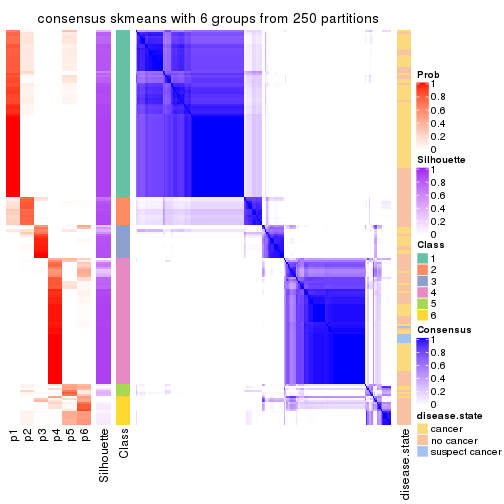 consensus skmeans with 6 groups from 250 partitions
p1
p2
p3
p4
p5
p6
Silhouette
Class
disease.state
Prob
1
0.8
0.6
0.4
0.2
0
Silhouette
1
0.8
0.6
0.4
0.2
0
Class
1
2
3
4
5
6
Consensus
1
0.8
0.6
0.4
0.2
0
disease.state
cancer
no cancer
suspect cancer